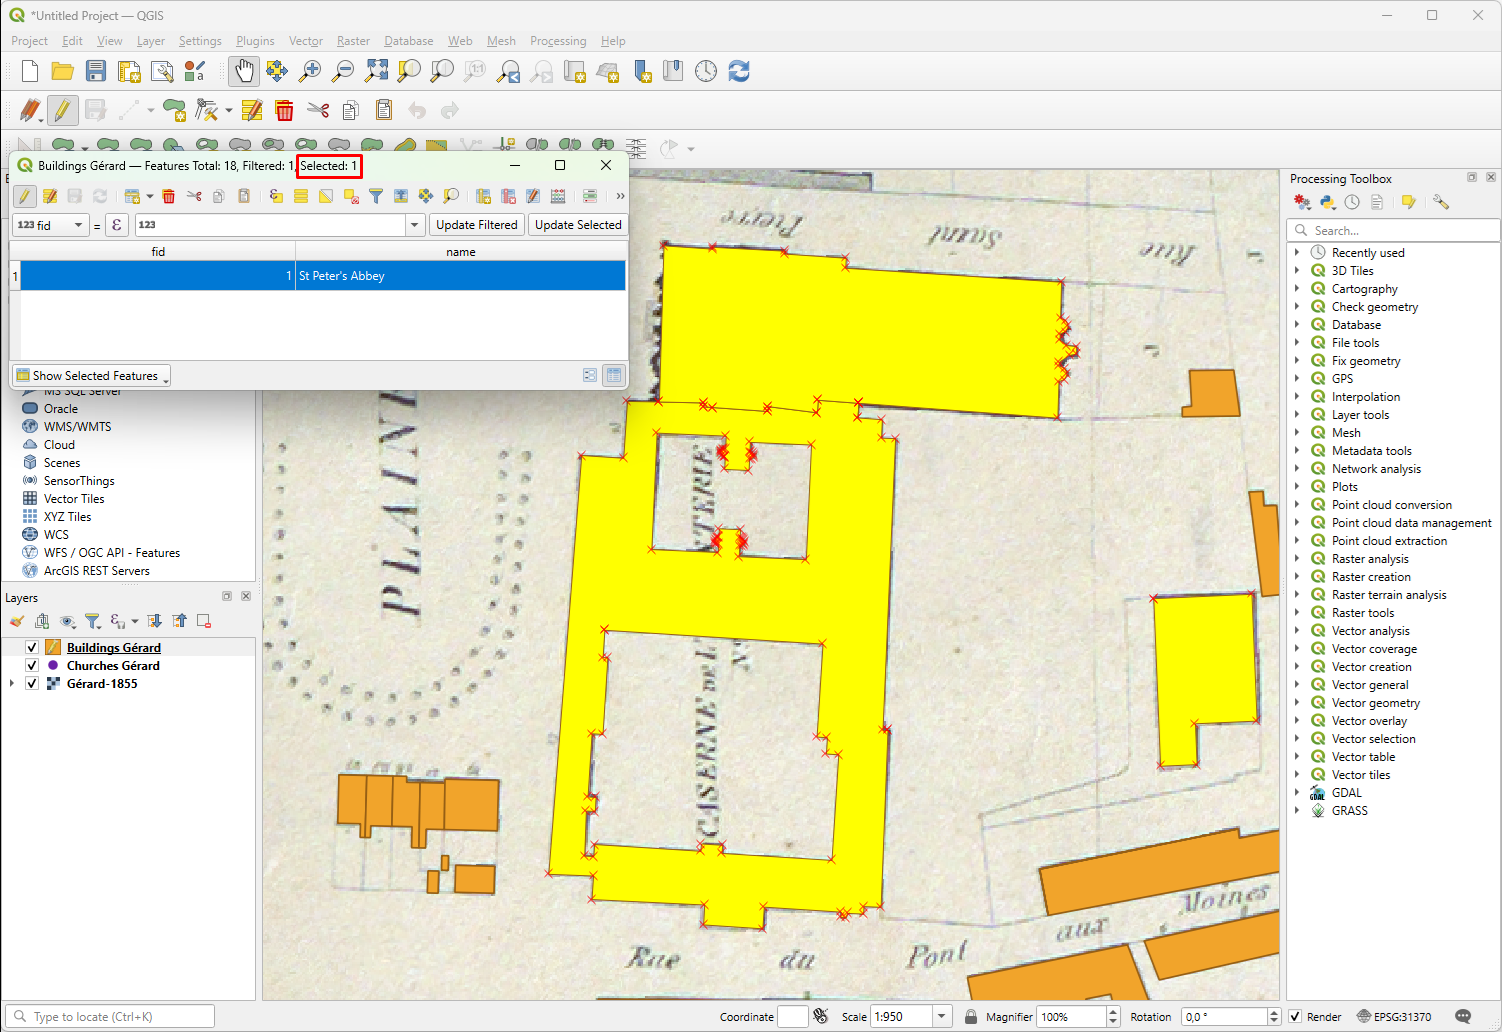 *Untitled Project — QGIS
Project Edit View Layer Settings Plugins Vector Raster Database Web Mesh Processing Help
Buildings Gérard — Features Total: 18, Filtered: 1, Selected: 1
123 fid = ε 123 Update Filtered Update Selected
fid name
1 1 St Peter's Abbey
Show Selected Features
MS SQL Server
Oracle
WMS/WMTS
Cloud
Scenes
SensorThings
Vector Tiles
XYZ Tiles
WCS
WFS / OGC API - Features
ArcGIS REST Servers
Layers
Buildings Gérard
Churches Gérard
Gérard-1855
Rue Saint Pierre
PLAINE
CASERNE DE L
Rue du Pont aux Moines
Processing Toolbox
Search...
Recently used
3D Tiles
Cartography
Check geometry
Database
File tools
Fix geometry
GPS
Interpolation
Layer tools
Mesh
Metadata tools
Network analysis
Plots
Point cloud conversion
Point cloud data management
Point cloud extraction
Raster analysis
Raster creation
Raster terrain analysis
Raster tools
Vector analysis
Vector coverage
Vector creation
Vector general
Vector geometry
Vector overlay
Vector selection
Vector table
Vector tiles
GDAL
GRASS
Type to locate (Ctrl+K)
Coordinate Scale 1:950 Magnifier 100% Rotation 0,0 ° Render EPSG:31370